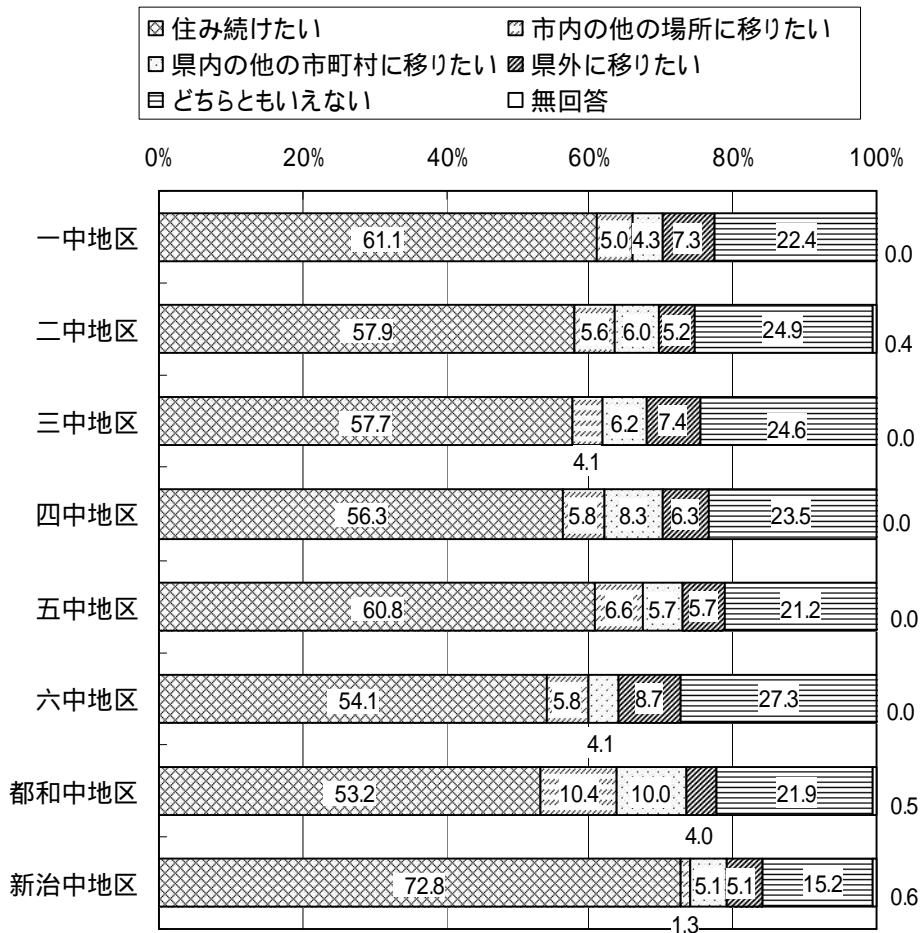 住み続けたい 市内の他の場所に移りたい
県内の他の市町村に移りたい 県外に移りたい
どちらともいえない 無回答
0% 20% 40% 60% 80% 100%
一中地区 61.1 5.0 4.3 7.3 22.4 0.0
二中地区 57.9 5.6 6.0 5.2 24.9 0.4
三中地区 57.7 6.2 7.4 24.6 0.0
4.1
四中地区 56.3 5.8 8.3 6.3 23.5 0.0
五中地区 60.8 6.6 5.7 5.7 21.2 0.0
六中地区 54.1 5.8 8.7 27.3 0.0
4.1
都和中地区 53.2 10.4 10.0 21.9 0.5
4.0
新治中地区 72.8 5.1 5.1 15.2 0.6
1.3